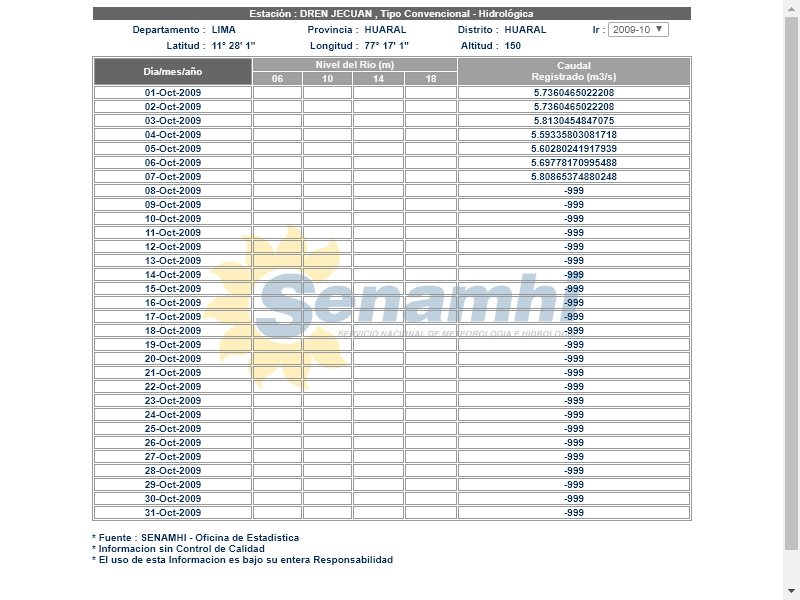 Estación : DREN JECUAN , Tipo Convencional - Hidrológica
Departamento : LIMA Provincia : HUARAL Distrito : HUARAL Ir : 2009-10
Latitud : 11° 28' 1" Longitud : 77° 17' 1" Altitud : 150
Dia/mes/año Nivel del Rio (m) Caudal
Registrado (m3/s)
06 10 14 18
01-Oct-2009 5.7360465022208
02-Oct-2009 5.7360465022208
03-Oct-2009 5.8130454847075
04-Oct-2009 5.59335803081718
05-Oct-2009 5.60280241917939
06-Oct-2009 5.69778170995488
07-Oct-2009 5.80865374880248
08-Oct-2009 -999
09-Oct-2009 -999
10-Oct-2009 -999
11-Oct-2009 -999
12-Oct-2009 -999
13-Oct-2009 -999
14-Oct-2009 -999
15-Oct-2009 -999
16-Oct-2009 -999
17-Oct-2009 -999
18-Oct-2009 -999
19-Oct-2009 -999
20-Oct-2009 -999
21-Oct-2009 -999
22-Oct-2009 -999
23-Oct-2009 -999
24-Oct-2009 -999
25-Oct-2009 -999
26-Oct-2009 -999
27-Oct-2009 -999
28-Oct-2009 -999
29-Oct-2009 -999
30-Oct-2009 -999
31-Oct-2009 -999
Senamhi
SERVICIO NACIONAL DE METEOROLOGIA E HIDROLOG
* Fuente : SENAMHI - Oficina de Estadistica
* Informacion sin Control de Calidad
* El uso de esta Informacion es bajo su entera Responsabilidad